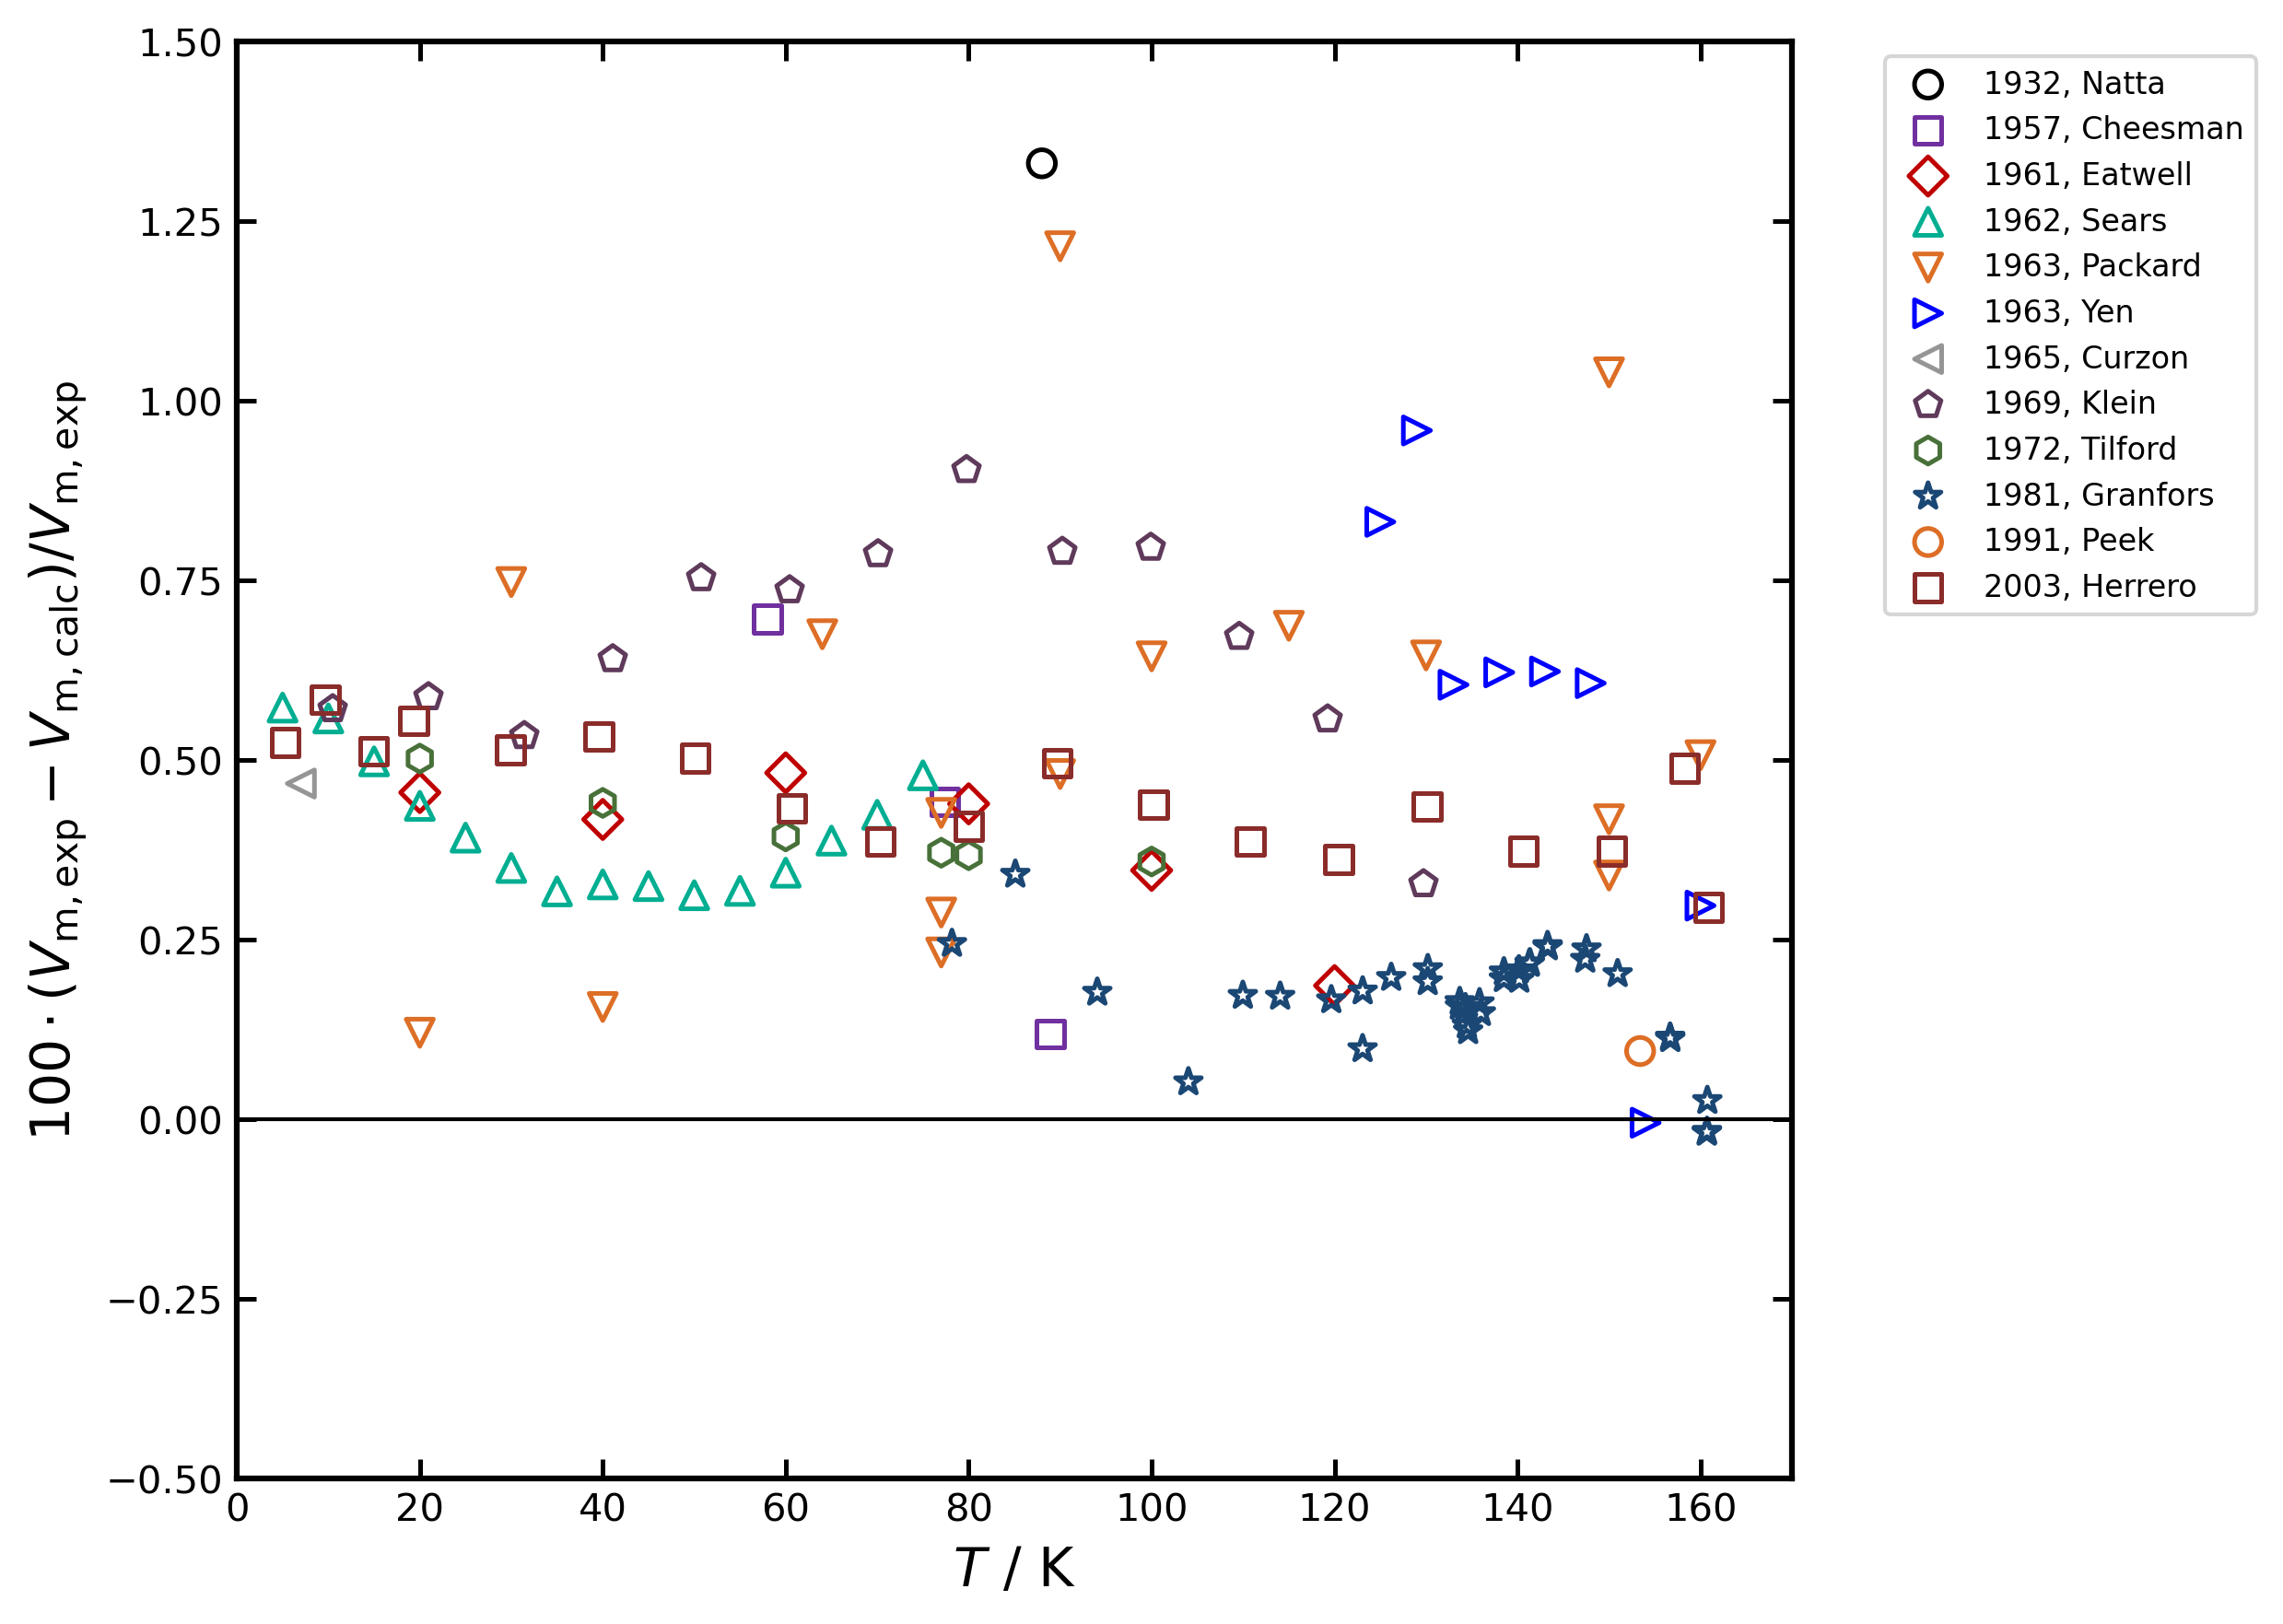 1.50
1.25
1.00
0.75
0.50
0.25
0.00
−0.25
−0.50
0 20 40 60 80 100 120 140 160
T / K
100 · (Vm, exp − Vm, calc)/Vm, exp
1932, Natta
1957, Cheesman
1961, Eatwell
1962, Sears
1963, Packard
1963, Yen
1965, Curzon
1969, Klein
1972, Tilford
1981, Granfors
1991, Peek
2003, Herrero